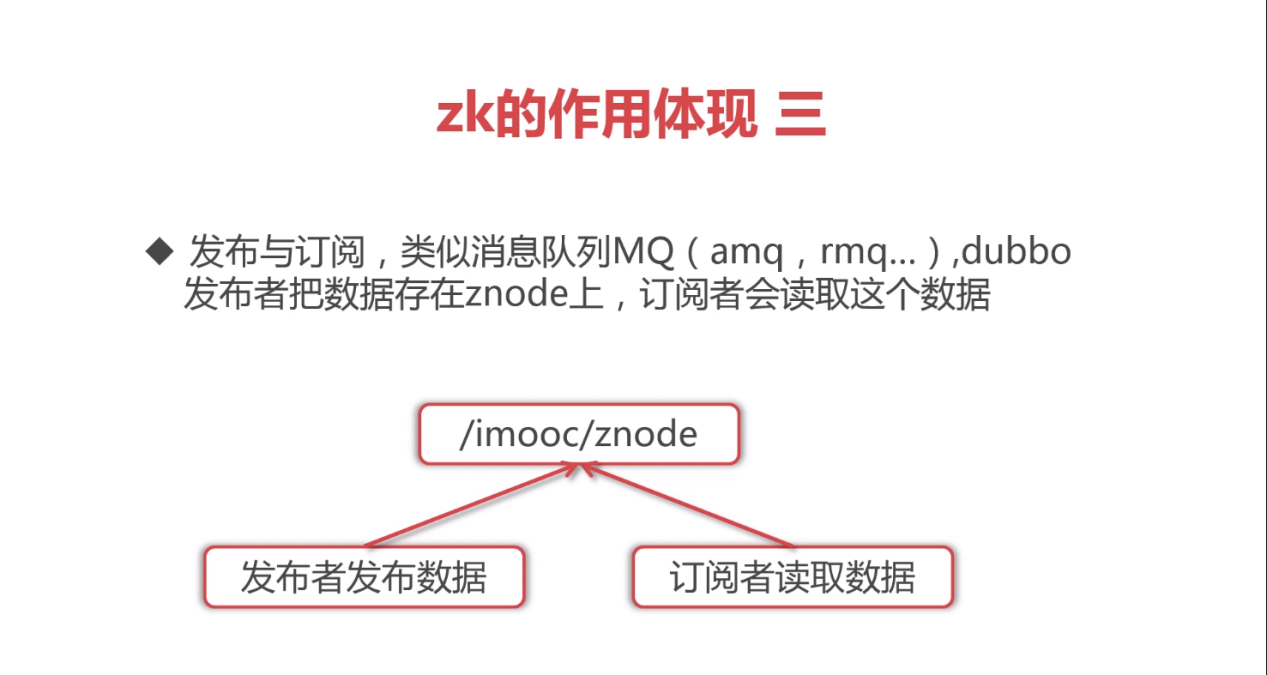 zk的作用体现 三
◆ 发布与订阅，类似消息队列MQ（amq，rmq...）,dubbo
发布者把数据存在znode上，订阅者会读取这个数据
/imooc/znode
发布者发布数据
订阅者读取数据